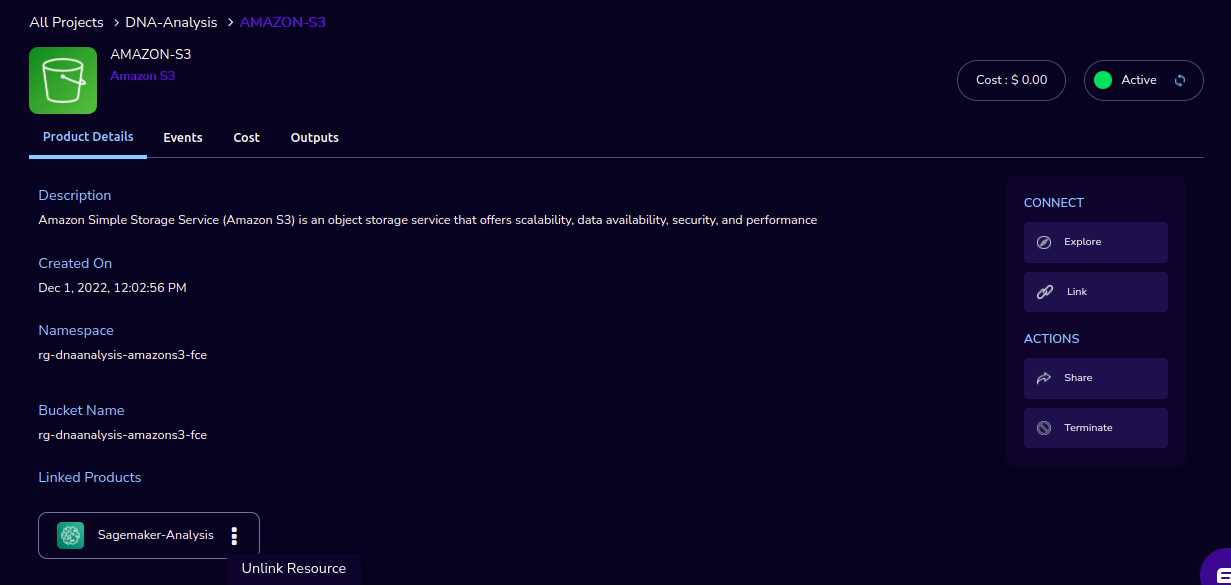 All Projects > DNA-Analysis > AMAZON-S3
AMAZON-S3
Amazon S3
Cost : $ 0.00
Active
Product Details
Events
Cost
Outputs
Description
Amazon Simple Storage Service (Amazon S3) is an object storage service that offers scalability, data availability, security, and performance
Created On
Dec 1, 2022, 12:02:56 PM
Namespace
rg-dnaanalysis-amazons3-fce
Bucket Name
rg-dnaanalysis-amazons3-fce
Linked Products
Sagemaker-Analysis
Unlink Resource
CONNECT
Explore
Link
ACTIONS
Share
Terminate